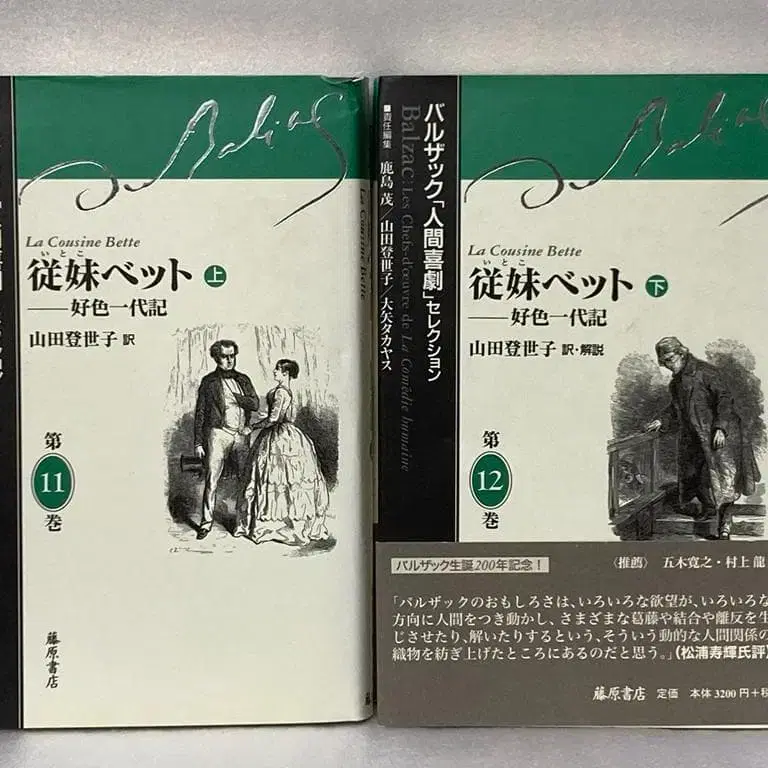 Balzac
La Cousine Bette
いとこ
従妹ベット 上
――好色一代記
山田登世子 訳
第
11
巻
藤原書店
La Cousine Bette
バルザック「人間喜劇」セレクション
Balzac: Les Chefs-d'œuvre de La Comédie humaine
■責任編集 鹿島 茂／山田登世子／大矢タカヤス
Balzac
La Cousine Bette
いとこ
従妹ベット 下
――好色一代記
山田登世子 訳・解説
第
12
巻
バルザック生誕200年記念!
〈推薦〉 五木寛之・村上 龍
「バルザックのおもしろさは、いろいろな欲望が、いろいろな
方向に人間をつき動かし、さまざまな葛藤や結合や離反を生
じさせたり、解いたりするという、そういう動的な人間関係の
織物を紡ぎ上げたところにあるのだと思う。」(松浦寿輝氏評)
藤原書店 定価 本体3200円+